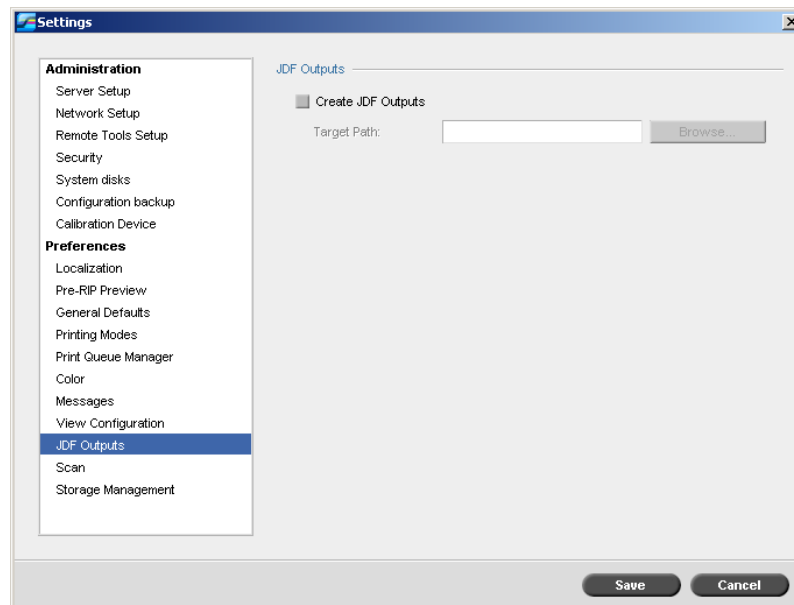 Settings
Administration
Server Setup
Network Setup
Remote Tools Setup
Security
System disks
Configuration backup
Calibration Device
Preferences
Localization
Pre-RIP Preview
General Defaults
Printing Modes
Print Queue Manager
Color
Messages
View Configuration
JDF Outputs
Scan
Storage Management
JDF Outputs
Create JDF Outputs
Target Path:
Browse...
Save
Cancel